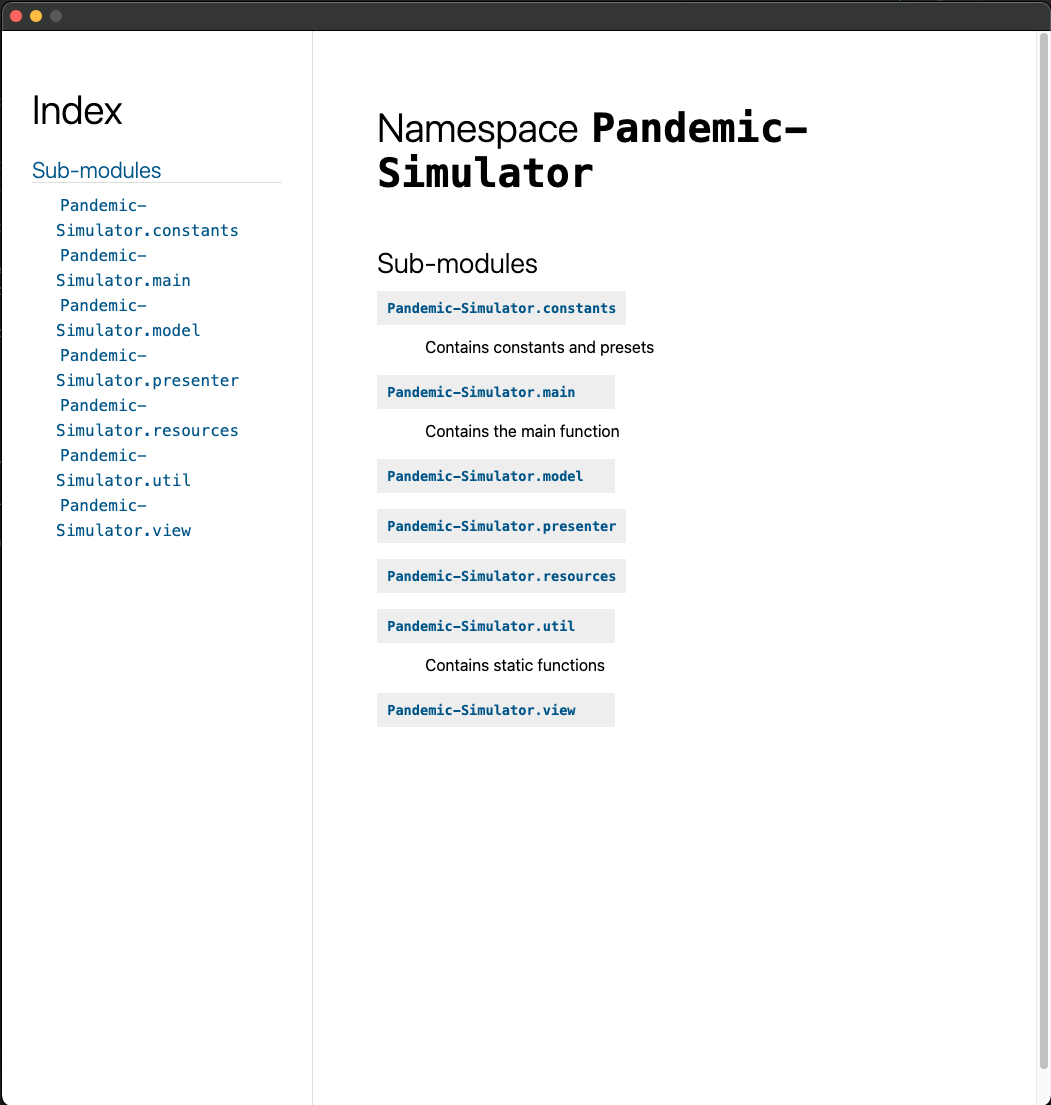 Index
Sub-modules
Pandemic-
Simulator.constants
Pandemic-
Simulator.main
Pandemic-
Simulator.model
Pandemic-
Simulator.presenter
Pandemic-
Simulator.resources
Pandemic-
Simulator.util
Pandemic-
Simulator.view
Namespace Pandemic-
Simulator
Sub-modules
Pandemic-Simulator.constants
Contains constants and presets
Pandemic-Simulator.main
Contains the main function
Pandemic-Simulator.model
Pandemic-Simulator.presenter
Pandemic-Simulator.resources
Pandemic-Simulator.util
Contains static functions
Pandemic-Simulator.view